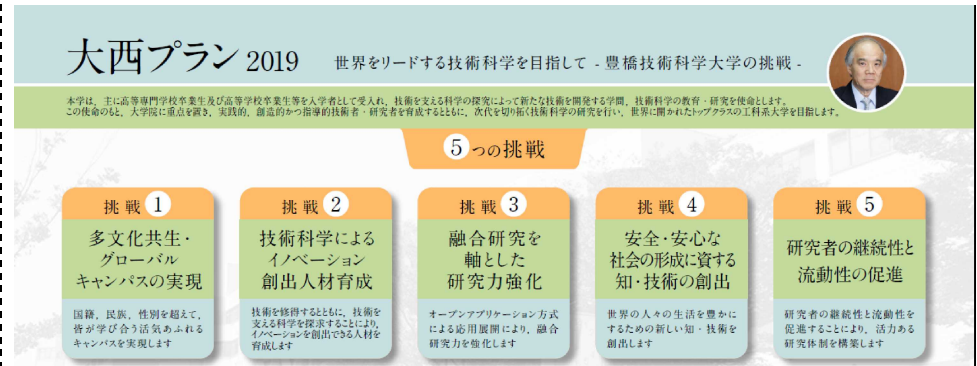 大西プラン 2019
世界をリードする技術科学を目指して - 豊橋技術科学大学の挑戦 -
本学は、主に高等専門学校卒業生及び高等学校卒業生等を入学者として受入れ、技術を支える科学の探究によって新たな技術を開発する学問、技術科学の教育・研究を使命とします。
この使命のもと、大学院に重点を置き、実践的、創造的かつ指導的技術者・研究者を育成するとともに、次代を切り拓く技術科学の研究を行い、世界に開かれたトップクラスの工科系大学を目指します。
5つの挑戦
挑戦 1
多文化共生・
グローバル
キャンパスの実現
国籍、民族、性別を超えて、
皆が学び合う活気あふれる
キャンパスを実現します
挑戦 2
技術科学による
イノベーション
創出人材育成
技術を修得するとともに、技術を
支える科学を探求することにより、
イノベーションを創出できる人材を
育成します
挑戦 3
融合研究を
軸とした
研究力強化
オープンアプリケーション方式
による応用展開により、融合
研究力を強化します
挑戦 4
安全・安心な
社会の形成に資する
知・技術の創出
世界の人々の生活を豊かに
するための新しい知・技術を
創出します
挑戦 5
研究者の継続性と
流動性の促進
研究者の継続性と流動性を
促進することにより、活力ある
研究体制を構築します